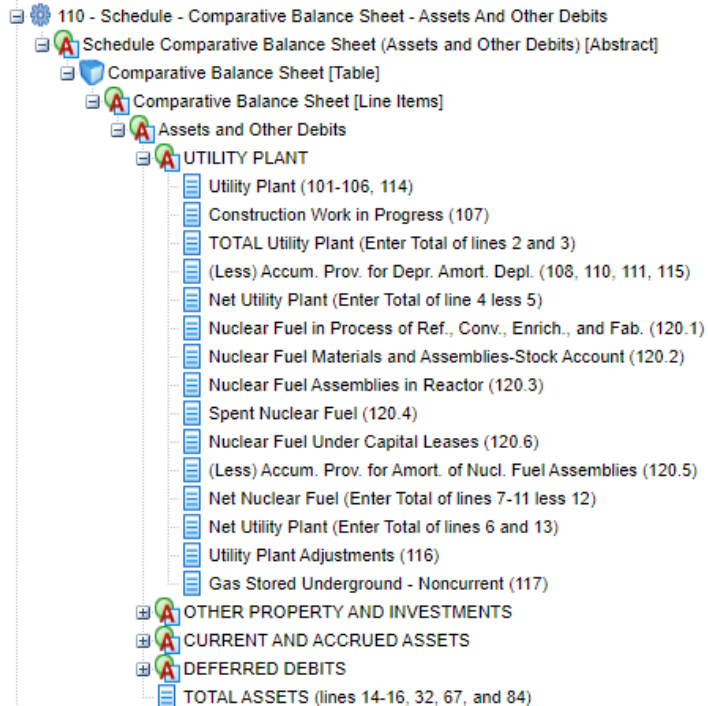 110 - Schedule - Comparative Balance Sheet - Assets And Other Debits
Schedule Comparative Balance Sheet (Assets and Other Debits) [Abstract]
Comparative Balance Sheet [Table]
Comparative Balance Sheet [Line Items]
Assets and Other Debits
UTILITY PLANT
Utility Plant (101-106, 114)
Construction Work in Progress (107)
TOTAL Utility Plant (Enter Total of lines 2 and 3)
(Less) Accum. Prov. for Depr. Amort. Depl. (108, 110, 111, 115)
Net Utility Plant (Enter Total of line 4 less 5)
Nuclear Fuel in Process of Ref., Conv., Enrich., and Fab. (120.1)
Nuclear Fuel Materials and Assemblies-Stock Account (120.2)
Nuclear Fuel Assemblies in Reactor (120.3)
Spent Nuclear Fuel (120.4)
Nuclear Fuel Under Capital Leases (120.6)
(Less) Accum. Prov. for Amort. of Nucl. Fuel Assemblies (120.5)
Net Nuclear Fuel (Enter Total of lines 7-11 less 12)
Net Utility Plant (Enter Total of lines 6 and 13)
Utility Plant Adjustments (116)
Gas Stored Underground - Noncurrent (117)
OTHER PROPERTY AND INVESTMENTS
CURRENT AND ACCRUED ASSETS
DEFERRED DEBITS
TOTAL ASSETS (lines 14-16, 32, 67, and 84)